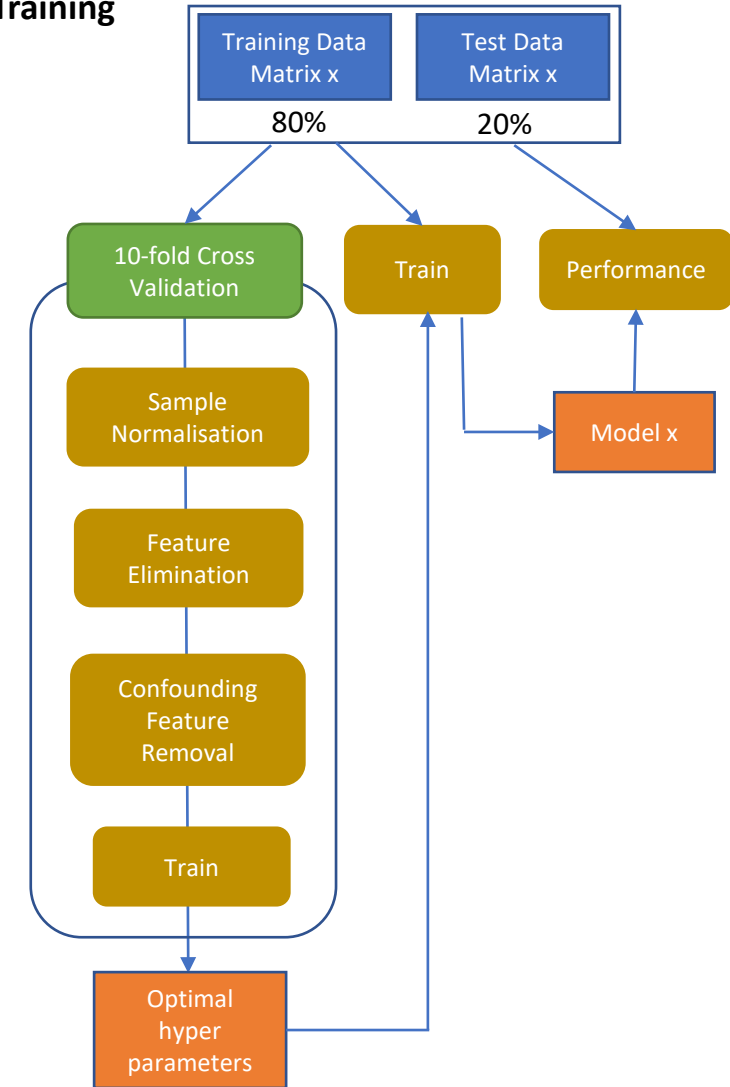 Training
Training Data
Matrix x
Test Data
Matrix x
80%
20%
10-fold Cross
Validation
Train
Performance
Sample
Normalisation
Model x
Feature
Elimination
Confounding
Feature
Removal
Train
Optimal
hyper
parameters